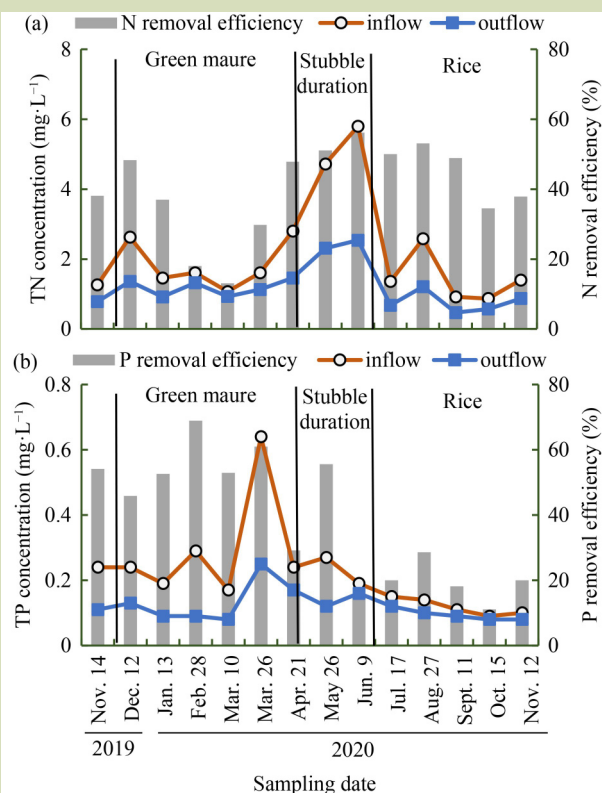 (a) N removal efficiency inflow outflow
Green maure Stubble duration Rice
TN concentration (mg·L⁻¹)
8
6
4
2
0
N removal efficiency (%)
80
60
40
20
0
(b) P removal efficiency inflow outflow
Green maure Stubble duration Rice
TP concentration (mg·L⁻¹)
0.8
0.6
0.4
0.2
0
P removal efficiency (%)
80
60
40
20
0
Nov. 14
Dec. 12
Jan. 13
Feb. 28
Mar. 10
Mar. 26
Apr. 21
May 26
Jun. 9
Jul. 17
Aug. 27
Sept. 11
Oct. 15
Nov. 12
2019 2020
Sampling date